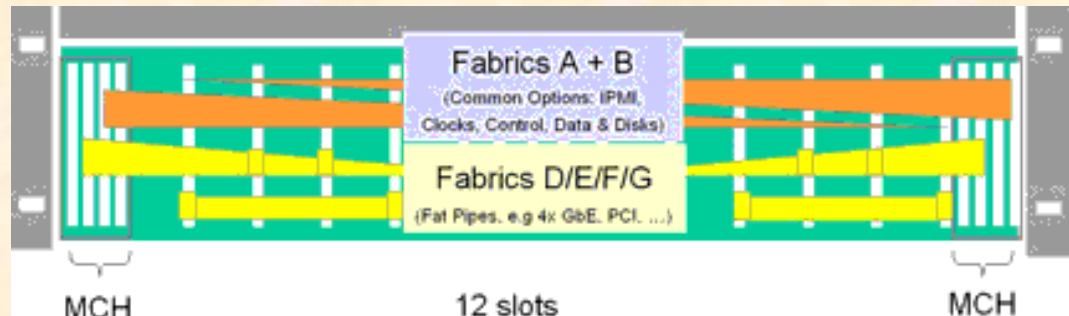 Fabrics A + B
(Common Options: IPMI,
Clocks, Control, Data & Disks)
Fabrics D/E/F/G
(Fat Pipes, e.g 4x GbE, PCI, ...)
MCH
12 slots
MCH